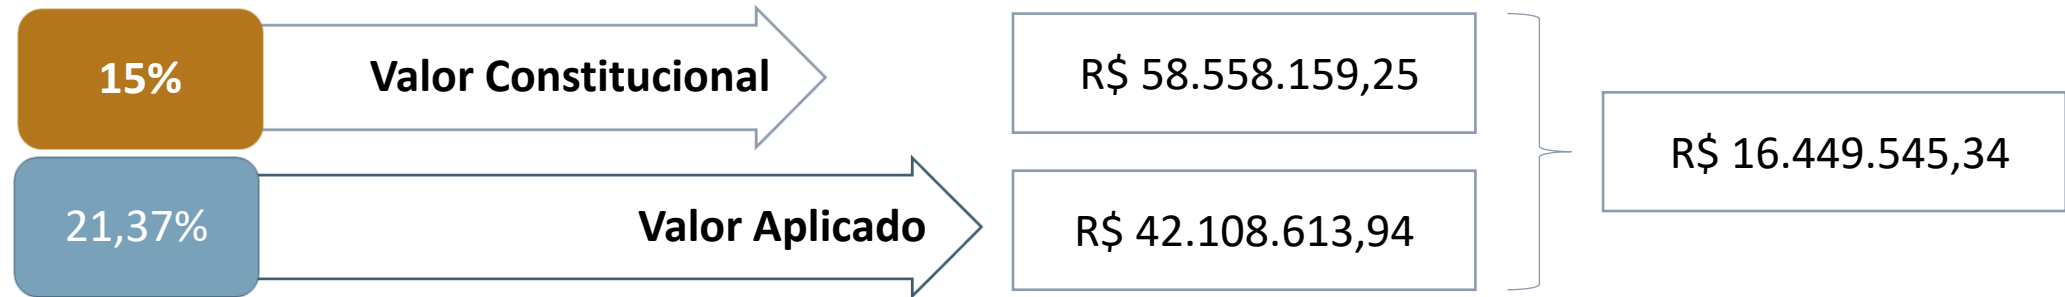 15%
Valor Constitucional
R$ 58.558.159,25
R$ 16.449.545,34
21,37%
Valor Aplicado
R$ 42.108.613,94